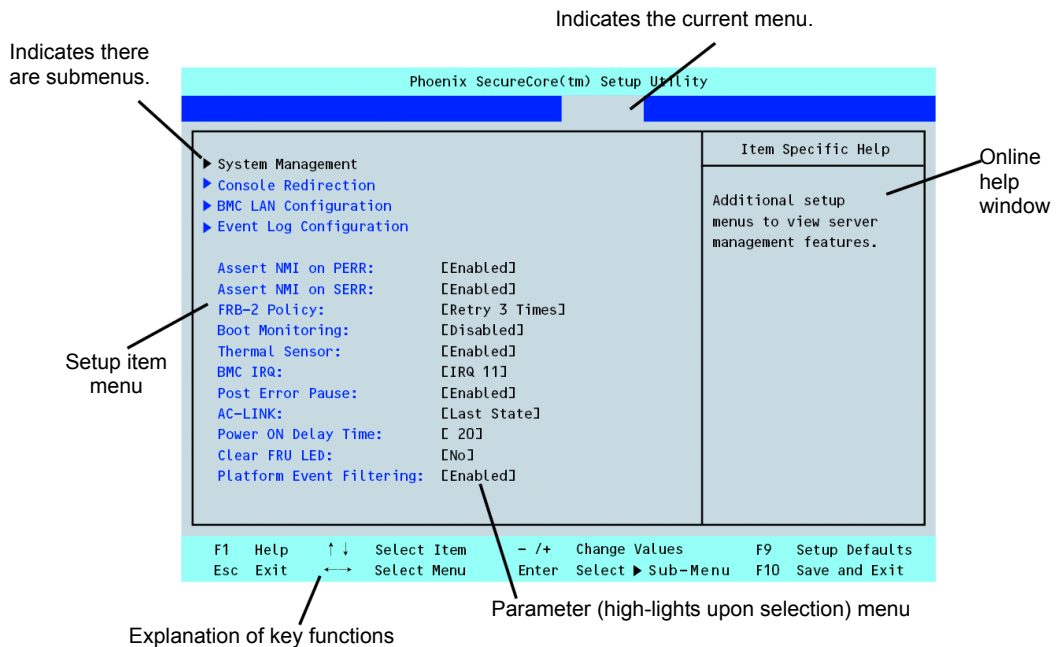 Indicates the current menu.
Indicates there
are submenus.
Phoenix SecureCore(tm) Setup Utility
▶ System Management
▶ Console Redirection
▶ BMC LAN Configuration
▶ Event Log Configuration
Assert NMI on PERR: [Enabled]
Assert NMI on SERR: [Enabled]
FRB-2 Policy: [Retry 3 Times]
Boot Monitoring: [Disabled]
Thermal Sensor: [Enabled]
BMC IRQ: [IRQ 11]
Post Error Pause: [Enabled]
AC-LINK: [Last State]
Power ON Delay Time: [ 20]
Clear FRU LED: [No]
Platform Event Filtering: [Enabled]
Item Specific Help
Additional setup
menus to view server
management features.
Online
help
window
Setup item
menu
F1 Help ↑↓ Select Item - /+ Change Values F9 Setup Defaults
Esc Exit ←→ Select Menu Enter Select ▶ Sub-Menu F10 Save and Exit
Parameter (high-lights upon selection) menu
Explanation of key functions